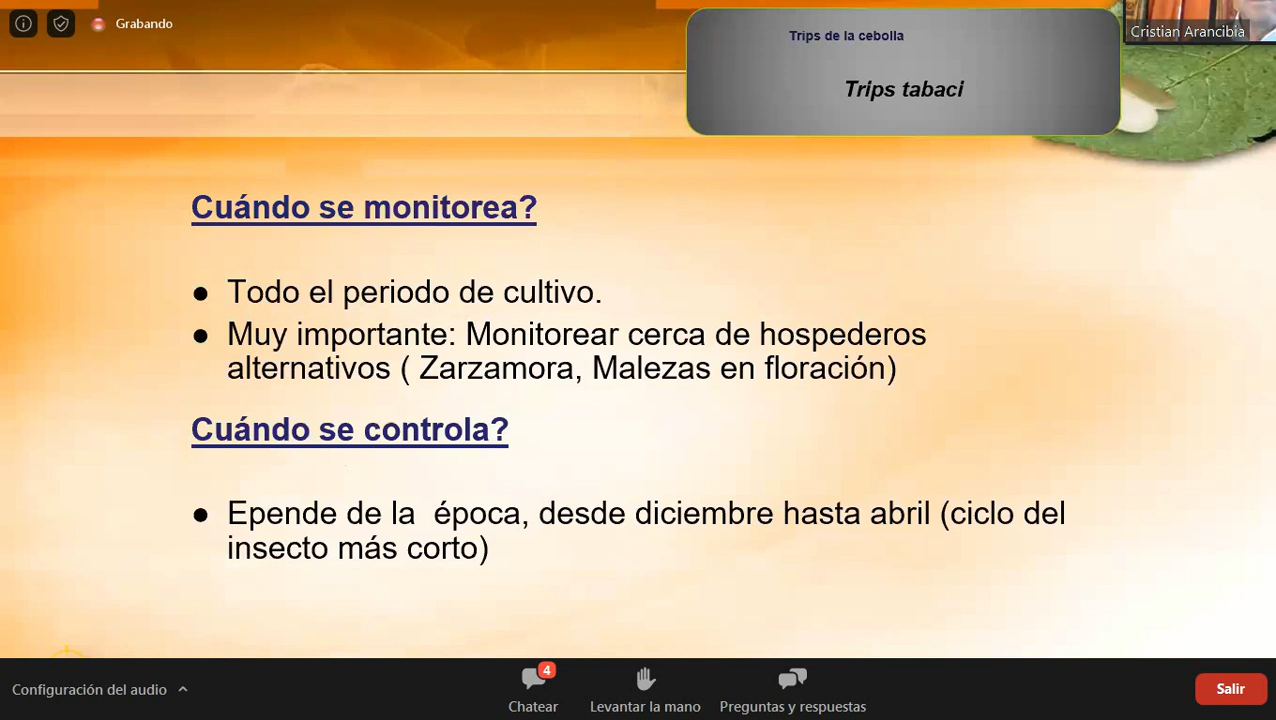 Grabando
Trips de la cebolla
Cristian Arancibia
Trips tabaci
Cuándo se monitorea?
● Todo el periodo de cultivo.
● Muy importante: Monitorear cerca de hospederos
alternativos ( Zarzamora, Malezas en floración)
Cuándo se controla?
● Epende de la  época, desde diciembre hasta abril (ciclo del
insecto más corto)
Configuración del audio
4
Chatear
Levantar la mano
Preguntas y respuestas
Salir